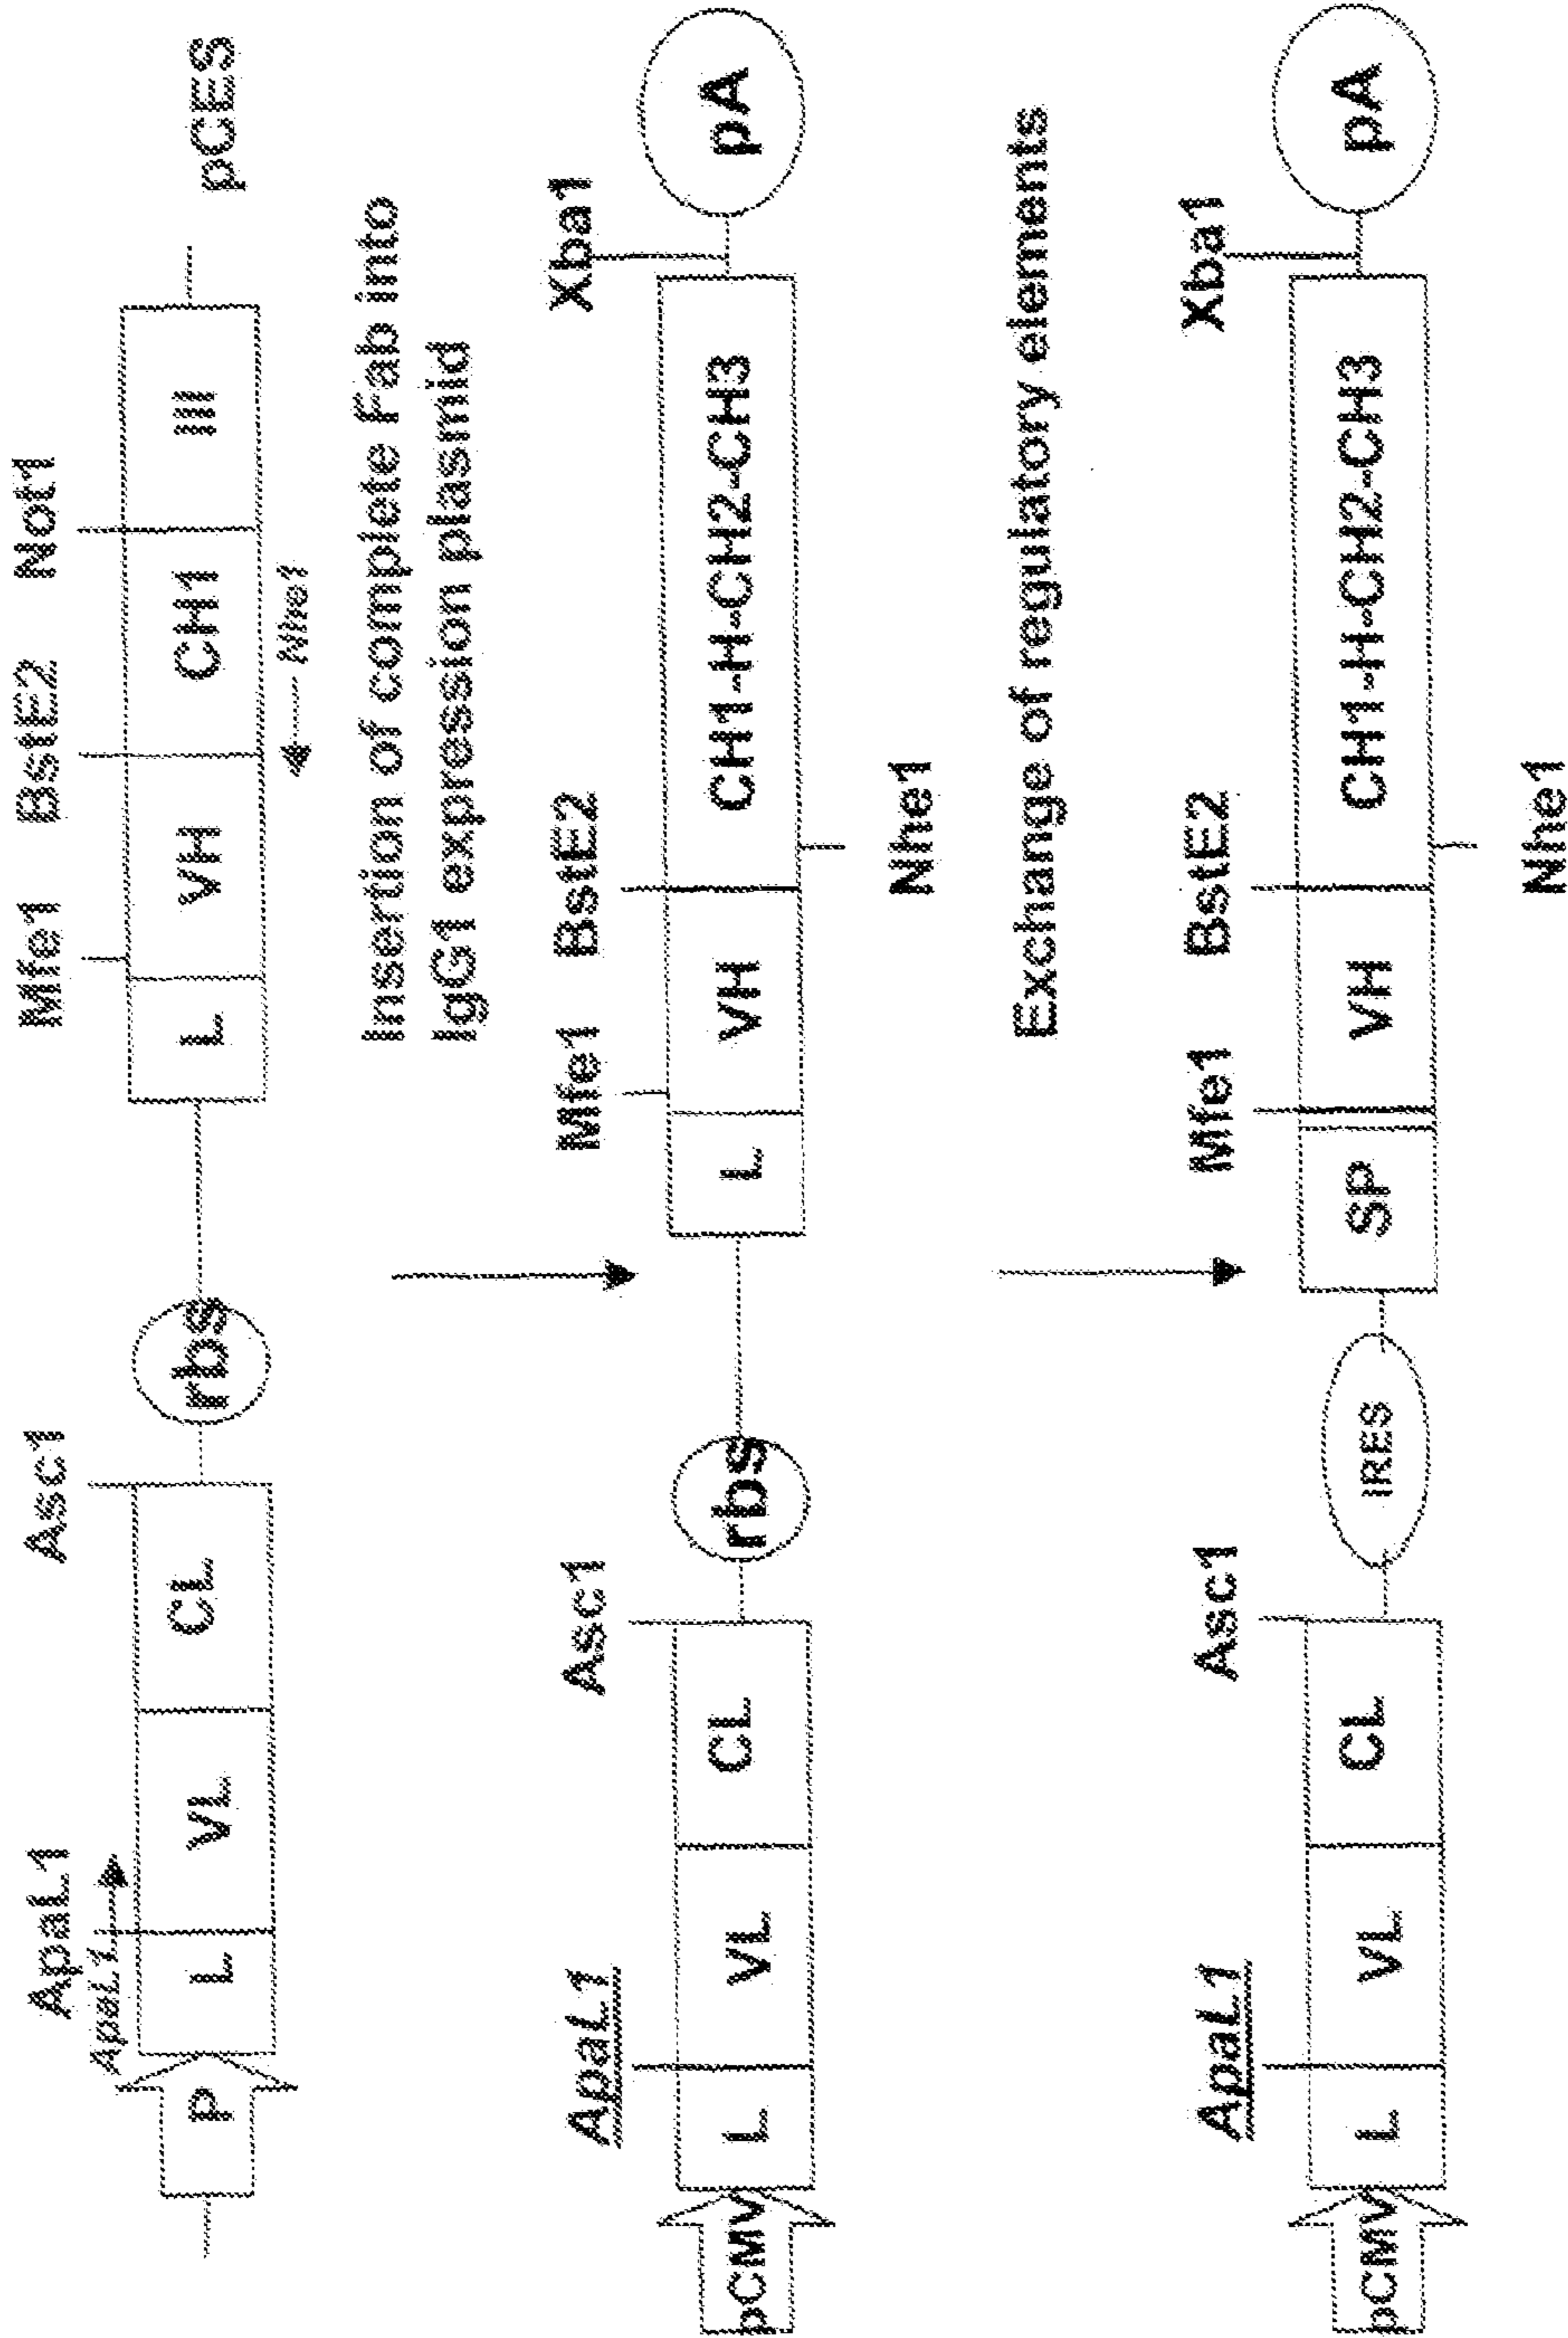 ApaL1 Asc1 Mfe1 BstE2 Not1
ApaL1
P L VL CL rbs L VH CH1 III pCES
Nhe1
Insertion of complete Fab into
IgG1 expression plasmid
ApaL1 Asc1 Mfe1 BstE2 Xba1
pCMV L VL CL rbs L VH CH1-H-CH2-CH3 pA
Nhe1
Exchange of regulatory elements
ApaL1 Asc1 Mfe1 BstE2 Xba1
pCMV L VL CL IRES SP VH CH1-H-CH2-CH3 pA
Nhe1